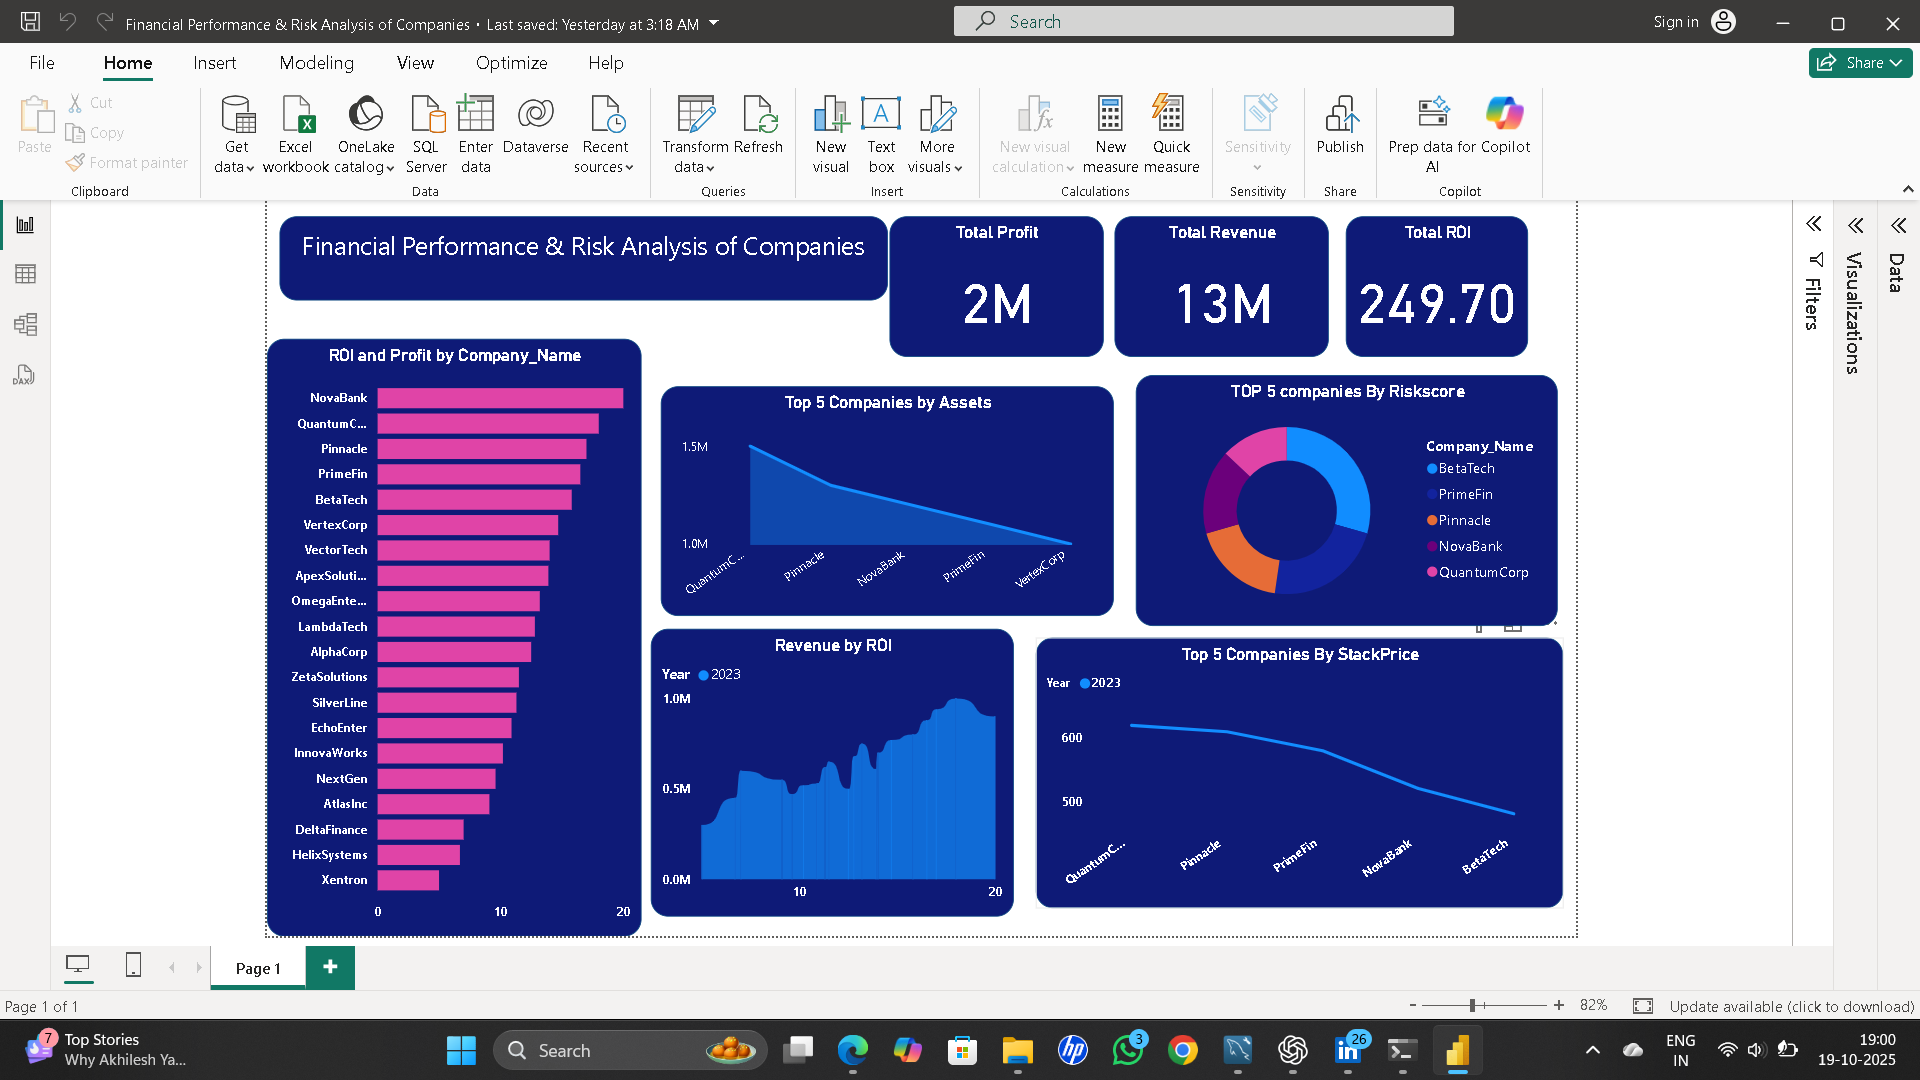 Financial Performance & Risk Analysis of Companies • Last saved: Yesterday at 3:18 AM
Search
Sign in
File
Home
Insert
Modeling
View
Optimize
Help
Share
Paste
Cut
Copy
Format painter
Clipboard
Get data
Excel workbook
OneLake catalog
SQL Server
Enter data
Dataverse
Recent sources
Data
Transform data
Refresh
Queries
New visual
Text box
More visuals
Insert
New visual calculation
New measure
Quick measure
Calculations
Sensitivity
Sensitivity
Publish
Share
Prep data for AI
Copilot
Copilot
DAX
Financial Performance & Risk Analysis of Companies
Total Profit
2M
Total Revenue
13M
Total ROI
249.70
ROI and Profit by Company_Name
NovaBank
QuantumC...
Pinnacle
PrimeFin
BetaTech
VertexCorp
VectorTech
ApexSoluti...
OmegaEnte...
LambdaTech
AlphaCorp
ZetaSolutions
SilverLine
EchoEnter
InnovaWorks
NextGen
AtlasInc
DeltaFinance
HelixSystems
Xentron
0 10 20
Top 5 Companies by Assets
1.5M
1.0M
QuantumC...
Pinnacle
NovaBank
PrimeFin
VertexCorp
TOP 5 companies By Riskscore
Company_Name
BetaTech
PrimeFin
Pinnacle
NovaBank
QuantumCorp
Revenue by ROI
Year 2023
1.0M
0.5M
0.0M
10 20
Top 5 Companies By StackPrice
Year 2023
600
500
QuantumC...
Pinnacle
PrimeFin
NovaBank
BetaTech
Filters
Visualizations
Data
Page 1
Page 1 of 1
82%
Update available (click to download)
7
Top Stories
Why Akhilesh Ya...
Search
hp
3
in
26
ENG
IN
19:00
19-10-2025